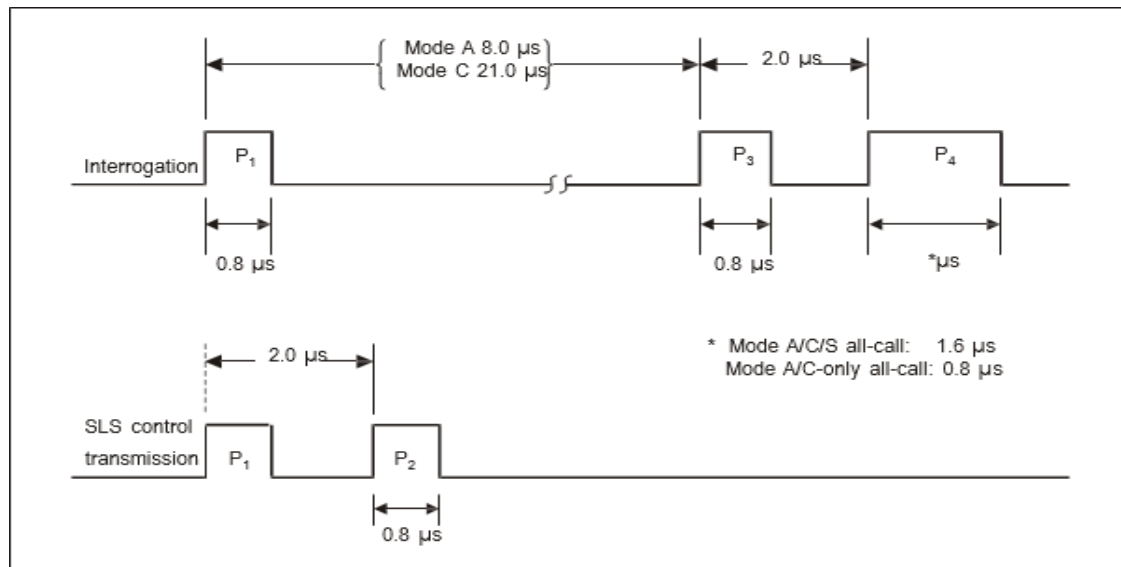 Mode A 8.0 µs
Mode C 21.0 µs
2.0 µs
Interrogation
P₁
P₃
P₄
0.8 µs
0.8 µs
*µs
2.0 µs
* Mode A/C/S all-call: 1.6 µs
Mode A/C-only all-call: 0.8 µs
SLS control
transmission
P₁
P₂
0.8 µs